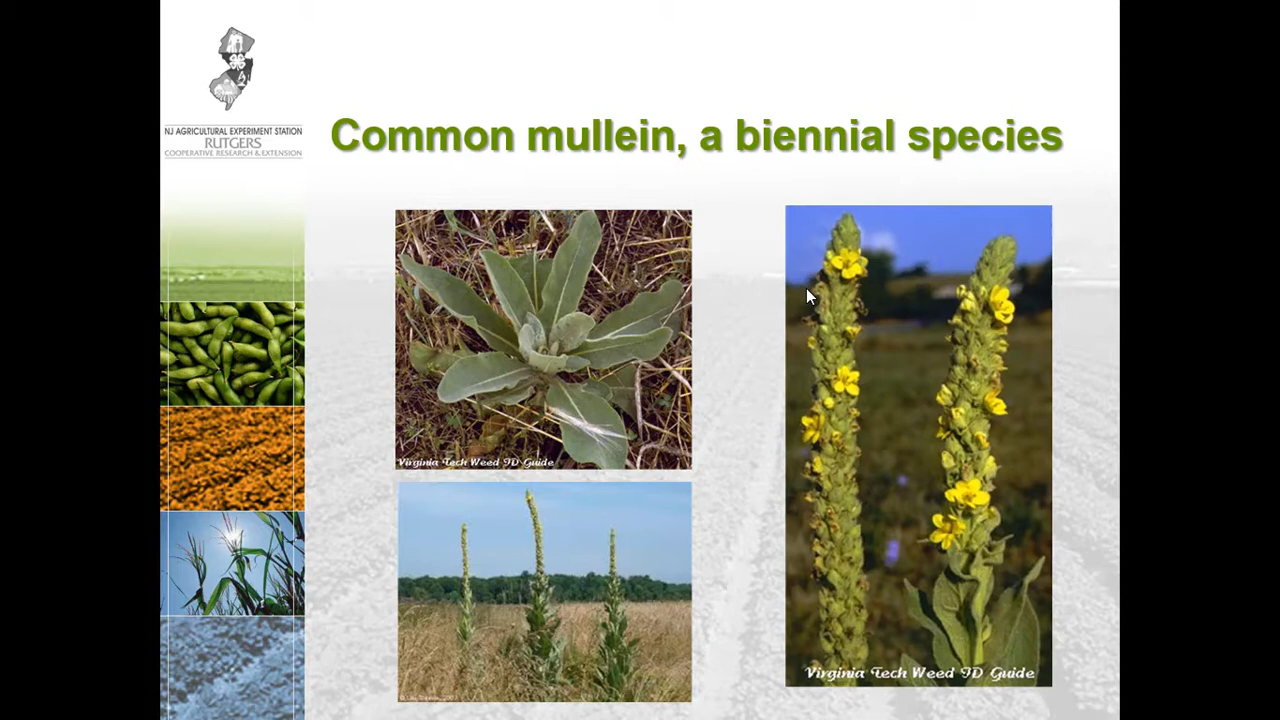 NJ AGRICULTURAL EXPERIMENT STATION
RUTGERS
COOPERATIVE RESEARCH & EXTENSION
Common mullein, a biennial species
Virginia Tech Weed ID Guide
Virginia Tech Weed ID Guide